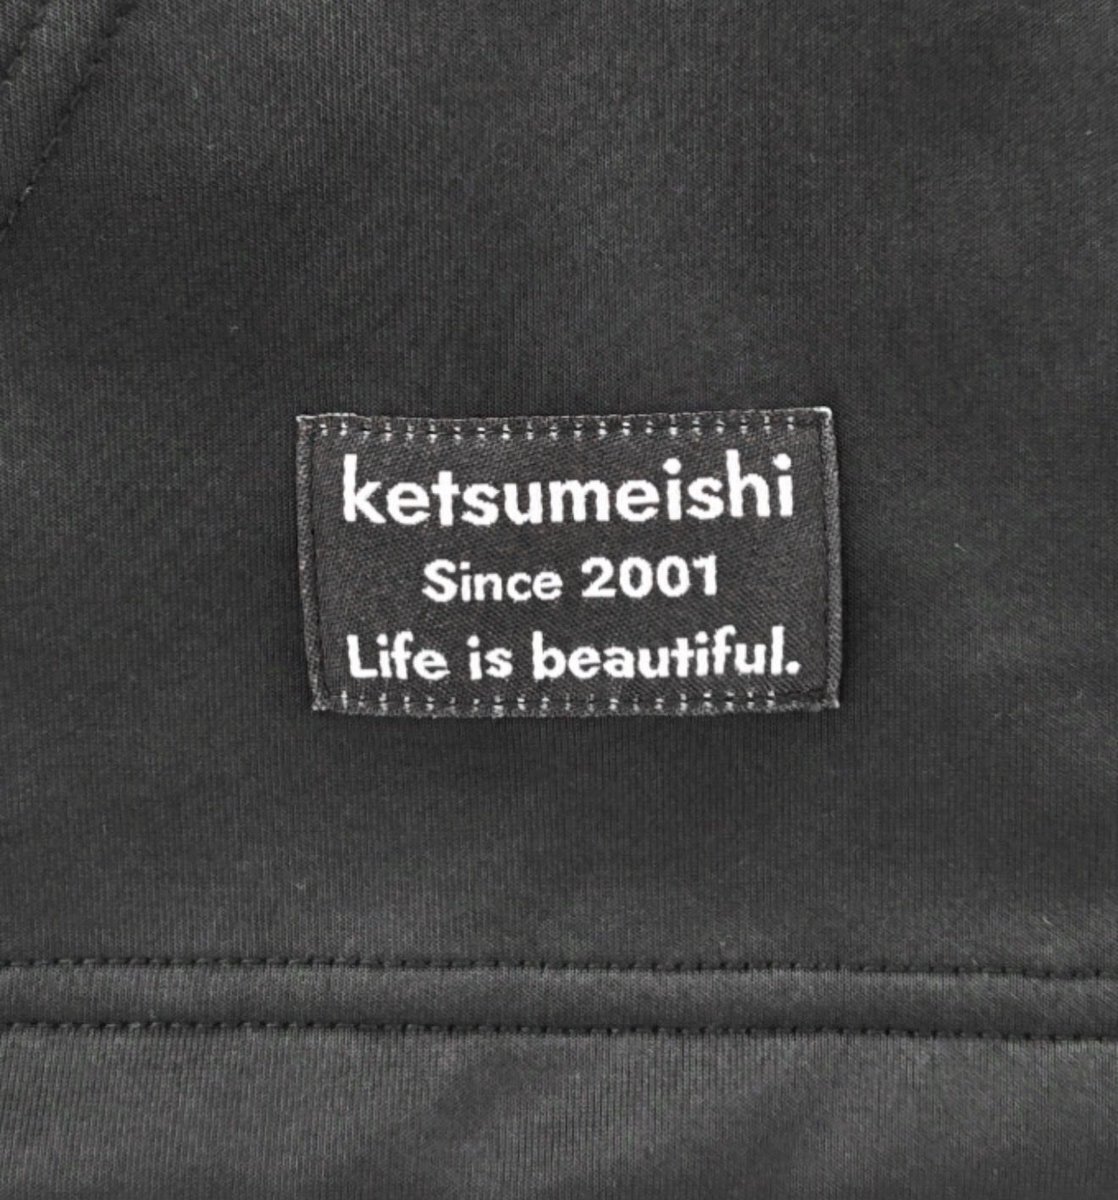 ketsumeishi
Since 2001
Life is beautiful.